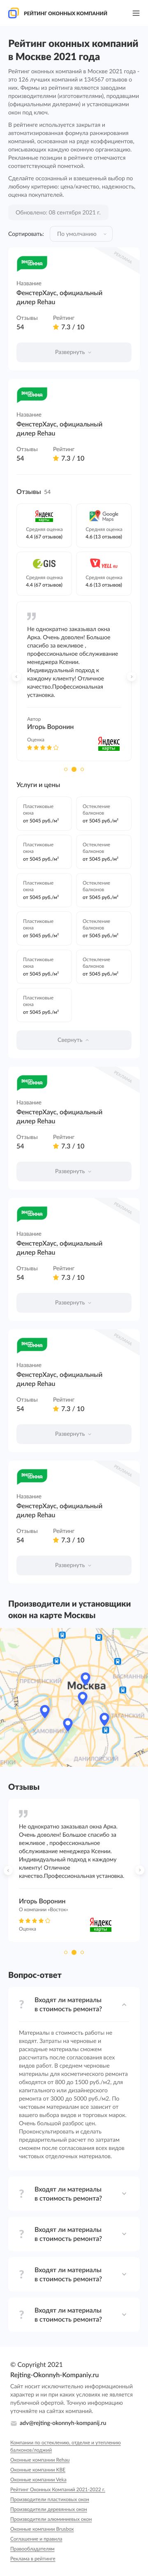 РЕЙТИНГ ОКОННЫХ КОМПАНИЙ
Рейтинг оконных компаний
в Москве 2021 года
Рейтинг оконных компаний в Москве 2021 года -
это 126 лучших компаний и 134567 отзывов о
них. Фирмы из рейтинга являются заводами
производителями (изготовителями), продавцами
(официальными дилерами) и установщиками
окон под ключ.
В рейтинге используется закрытая и
автоматизированная формула ранжирования
компаний, основанная на ряде коэффициентов,
описывающих каждую оконную организацию.
Рекламные позиции в рейтинге отмечаются
соответствующей пометкой.
Сделайте осознанный и взвешенный выбор по
любому критерию: цена/качество, надежность,
оценка покупателей.
Обновлено: 08 сентября 2021 г.
Сортировать:
По умолчанию
Название
ФенстерХаус, официальный
дилер Rehau
Отзывы
Рейтинг
54
7.3 / 10
Развернуть
Название
ФенстерХаус, официальный
дилер Rehau
Отзывы
Рейтинг
54
7.3 / 10
Отзывы 54
Яндекс
карты
Средняя оценка
4.4 (67 отзывов)
Google
Maps
Средняя оценка
4.6 (13 отзывов)
2GIS
Средняя оценка
4.4 (67 отзывов)
YELL RU
Средняя оценка
4.6 (13 отзывов)
Не однократно заказывал окна
Арка. Очень доволен! Большое
спасибо за вежливое ,
профессиональное обслуживание
менеджера Ксении.
Индивидуальный подход к
каждому клиенту! Отличное
качество.Профессиональная
установка.
Автор
Игорь Воронин
Оценка
Яндекс
карты
Услуги и цены
Пластиковые
окна
от 5045 руб./м²
Остекление
балконов
от 5045 руб./м²
Пластиковые
окна
от 5045 руб./м²
Остекление
балконов
от 5045 руб./м²
Пластиковые
окна
от 5045 руб./м²
Остекление
балконов
от 5045 руб./м²
Пластиковые
окна
от 5045 руб./м²
Остекление
балконов
от 5045 руб./м²
Пластиковые
окна
от 5045 руб./м²
Остекление
балконов
от 5045 руб./м²
Пластиковые
окна
от 5045 руб./м²
Свернуть
Название
ФенстерХаус, официальный
дилер Rehau
Отзывы
Рейтинг
54
7.3 / 10
Развернуть
Название
ФенстерХаус, официальный
дилер Rehau
Отзывы
Рейтинг
54
7.3 / 10
Развернуть
Название
ФенстерХаус, официальный
дилер Rehau
Отзывы
Рейтинг
54
7.3 / 10
Развернуть
Название
ФенстерХаус, официальный
дилер Rehau
Отзывы
Рейтинг
54
7.3 / 10
Развернуть
Производители и установщики
окон на карте Москвы
Москва
Отзывы
Не однократно заказывал окна Арка.
Очень доволен! Большое спасибо за
вежливое , профессиональное
обслуживание менеджера Ксении.
Индивидуальный подход к каждому
клиенту! Отличное
качество.Профессиональная установка.
Игорь Воронин
О компании «Восток»
Оценка
Яндекс
карты
Вопрос-ответ
Входят ли материалы
в стоимость ремонта?
Материалы в стоимость работы не
входят. Затраты на черновые и
расходные материалы сможем
рассчитать после согласования всех
видов работ. В среднем черновые
материалы для косметического ремонта
обходятся от 800 до 1500 руб./м2, для
капитального или дизайнерского
ремонта от 3000 до 5000 руб./м2. По
чистовым материалам все зависит от
участка выбора видов и торговых марок.
Очень большой разброс цен.
Проконсультировать и сделать
предварительный расчет по затратам
сможем после согласования всех видов
чистовых отделочных материалов.
Входят ли материалы
в стоимость ремонта?
Входят ли материалы
в стоимость ремонта?
Входят ли материалы
в стоимость ремонта?
Входят ли материалы
в стоимость ремонта?
© Copyright 2021
Rejting-Okonnyh-Kompaniy.ru
Сайт носит исключительно информационный
характер и ни при каких условиях не является
публичной офертой. Точную информацию
уточняйте на сайтах компаний.
adv@rejting-okonnyh-kompanij.ru
Компании по остеклению, отделке и утеплению
балконов/лоджий
Оконные компании Rehau
Оконные компании KBE
Оконные компании Veka
Рейтинг Оконных Компаний 2021-2022 г.
Производители пластиковых окон
Производители деревянных окон
Производители алюминиевых окон
Оконные компании Brusbox
Соглашения и правила
Правообладателям
Реклама в рейтинге